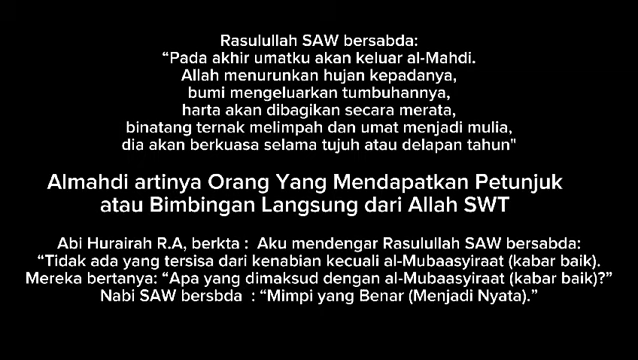 Rasulullah SAW bersabda:
“Pada akhir umatku akan keluar al-Mahdi.
Allah menurunkan hujan kepadanya,
bumi mengeluarkan tumbuhannya,
harta akan dibagikan secara merata,
binatang ternak melimpah dan umat menjadi mulia,
dia akan berkuasa selama tujuh atau delapan tahun"
Almahdi artinya Orang Yang Mendapatkan Petunjuk
atau Bimbingan Langsung dari Allah SWT
Abi Hurairah R.A, berkta : Aku mendengar Rasulullah SAW bersabda:
“Tidak ada yang tersisa dari kenabian kecuali al-Mubaasyiraat (kabar baik).
Mereka bertanya: “Apa yang dimaksud dengan al-Mubaasyiraat (kabar baik)?”
Nabi SAW bersbda : “Mimpi yang Benar (Menjadi Nyata).”